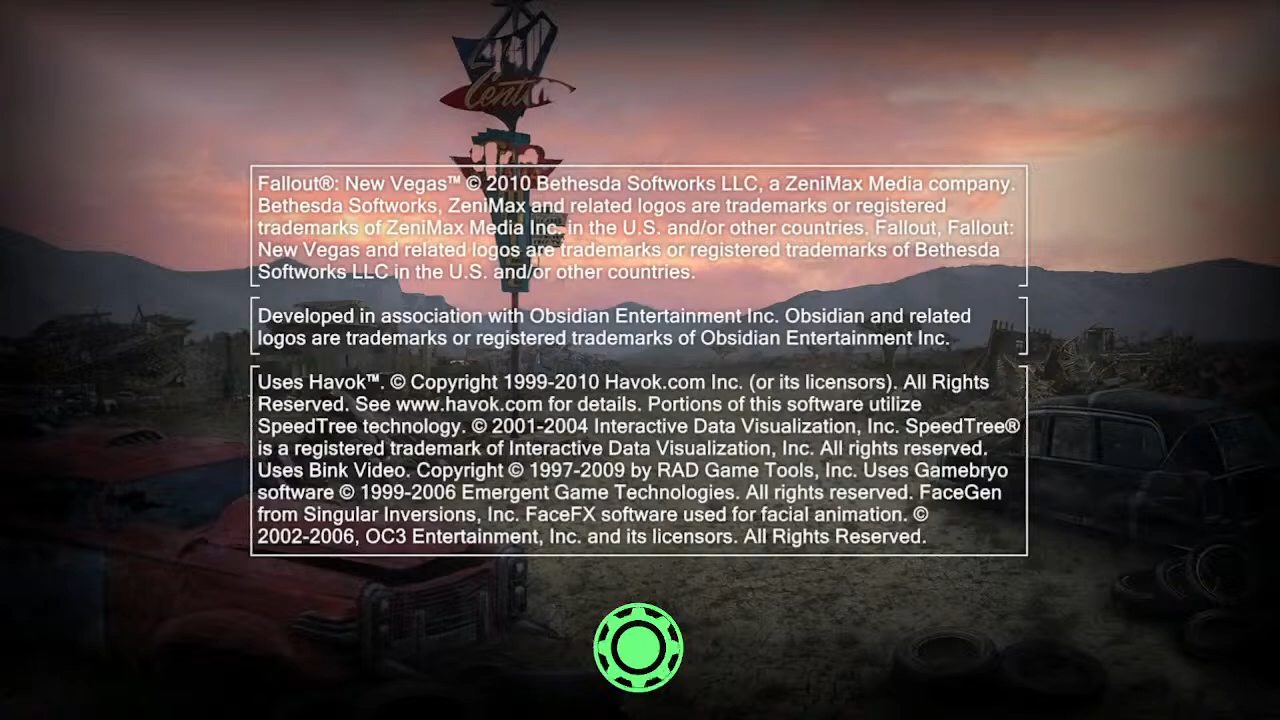 Cent
Fallout®: New Vegas™ © 2010 Bethesda Softworks LLC, a ZeniMax Media company.
Bethesda Softworks, ZeniMax and related logos are trademarks or registered
trademarks of ZeniMax Media Inc. in the U.S. and/or other countries. Fallout, Fallout:
New Vegas and related logos are trademarks or registered trademarks of Bethesda
Softworks LLC in the U.S. and/or other countries.
Developed in association with Obsidian Entertainment Inc. Obsidian and related
logos are trademarks or registered trademarks of Obsidian Entertainment Inc.
Uses Havok™. © Copyright 1999-2010 Havok.com Inc. (or its licensors). All Rights
Reserved. See www.havok.com for details. Portions of this software utilize
SpeedTree technology. © 2001-2004 Interactive Data Visualization, Inc. SpeedTree®
is a registered trademark of Interactive Data Visualization, Inc. All rights reserved.
Uses Bink Video. Copyright © 1997-2009 by RAD Game Tools, Inc. Uses Gamebryo
software © 1999-2006 Emergent Game Technologies. All rights reserved. FaceGen
from Singular Inversions, Inc. FaceFX software used for facial animation. ©
2002-2006, OC3 Entertainment, Inc. and its licensors. All Rights Reserved.